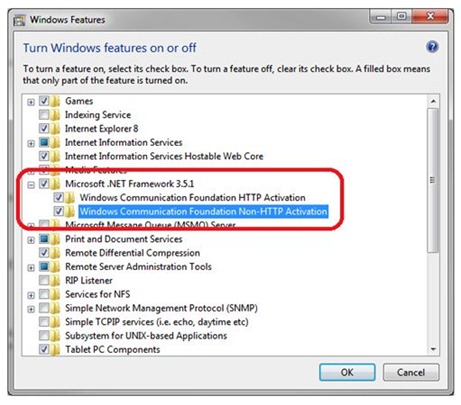 Windows Features
Turn Windows features on or off
To turn a feature on, select its check box. To turn a feature off, clear its check box. A filled box means
that only part of the feature is turned on.
Games
Indexing Service
Internet Explorer 8
Internet Information Services
Internet Information Services Hostable Web Core
Media Features
Microsoft .NET Framework 3.5.1
Windows Communication Foundation HTTP Activation
Windows Communication Foundation Non-HTTP Activation
Microsoft Message Queue (MSMQ) Server
Print and Document Services
Remote Differential Compression
Remote Server Administration Tools
RIP Listener
Services for NFS
Simple Network Management Protocol (SNMP)
Simple TCPIP services (i.e. echo, daytime etc)
Subsystem for UNIX-based Applications
Tablet PC Components
OK
Cancel